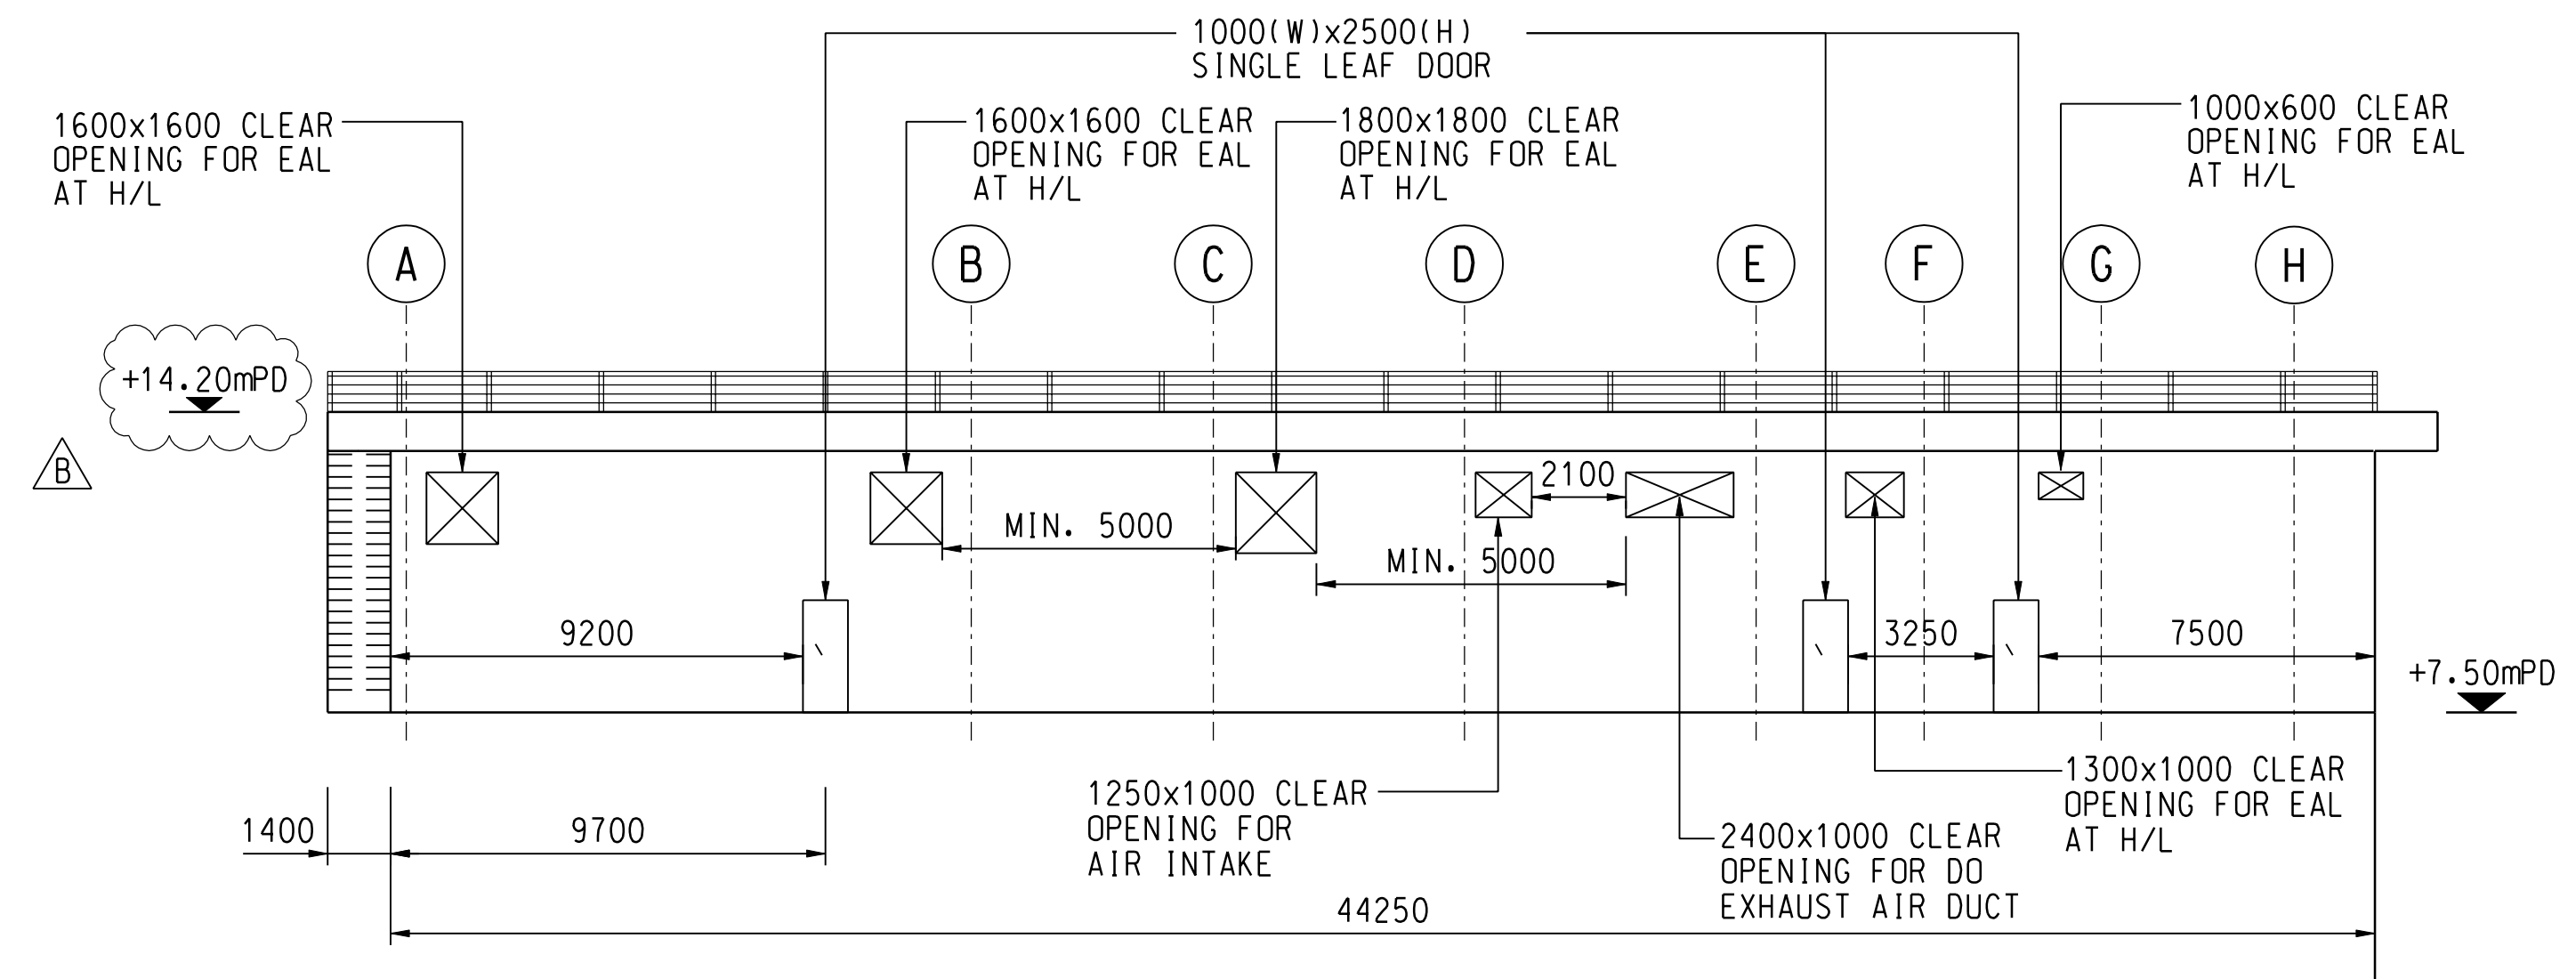 1000(W)x2500(H)
SINGLE LEAF DOOR
1600x1600 CLEAR
OPENING FOR EAL
AT H/L
1600x1600 CLEAR
OPENING FOR EAL
AT H/L
1800x1800 CLEAR
OPENING FOR EAL
AT H/L
1000x600 CLEAR
OPENING FOR EAL
AT H/L
A
B
C
D
E
F
G
H
+14.20mPD
B
2100
MIN. 5000
MIN. 5000
9200
3250
7500
+7.50mPD
1250x1000 CLEAR
OPENING FOR
AIR INTAKE
1300x1000 CLEAR
OPENING FOR EAL
AT H/L
2400x1000 CLEAR
OPENING FOR DO
EXHAUST AIR DUCT
1400
9700
44250